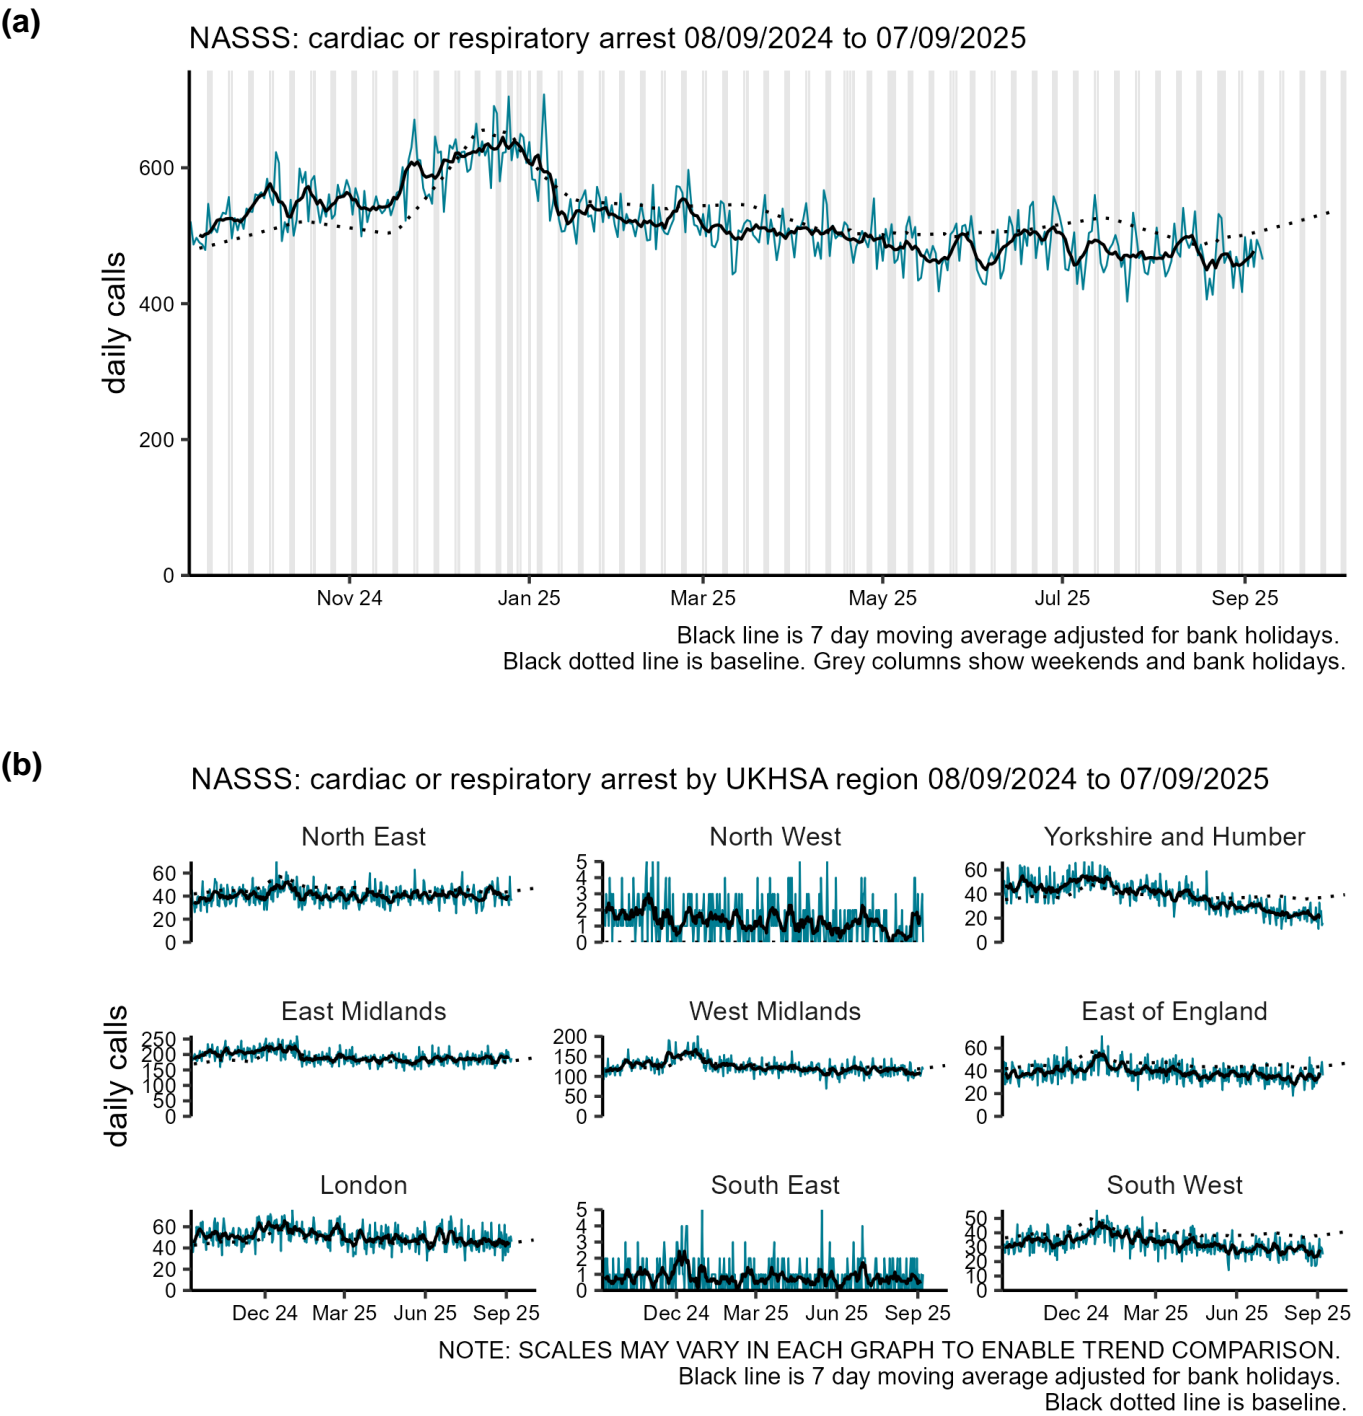 (a)
NASSS: cardiac or respiratory arrest 08/09/2024 to 07/09/2025
daily calls
600
400
200
0
Nov 24 Jan 25 Mar 25 May 25 Jul 25 Sep 25
Black line is 7 day moving average adjusted for bank holidays.
Black dotted line is baseline. Grey columns show weekends and bank holidays.
(b)
NASSS: cardiac or respiratory arrest by UKHSA region 08/09/2024 to 07/09/2025
daily calls
North East
60
40
20
0
North West
5
4
3
2
1
0
Yorkshire and Humber
60
40
20
0
East Midlands
250
200
150
100
50
0
West Midlands
200
150
100
50
0
East of England
60
40
20
0
London
60
40
20
0
South East
5
4
3
2
1
0
South West
50
40
30
20
10
0
Dec 24 Mar 25 Jun 25 Sep 25
Dec 24 Mar 25 Jun 25 Sep 25
Dec 24 Mar 25 Jun 25 Sep 25
NOTE: SCALES MAY VARY IN EACH GRAPH TO ENABLE TREND COMPARISON.
Black line is 7 day moving average adjusted for bank holidays.
Black dotted line is baseline.